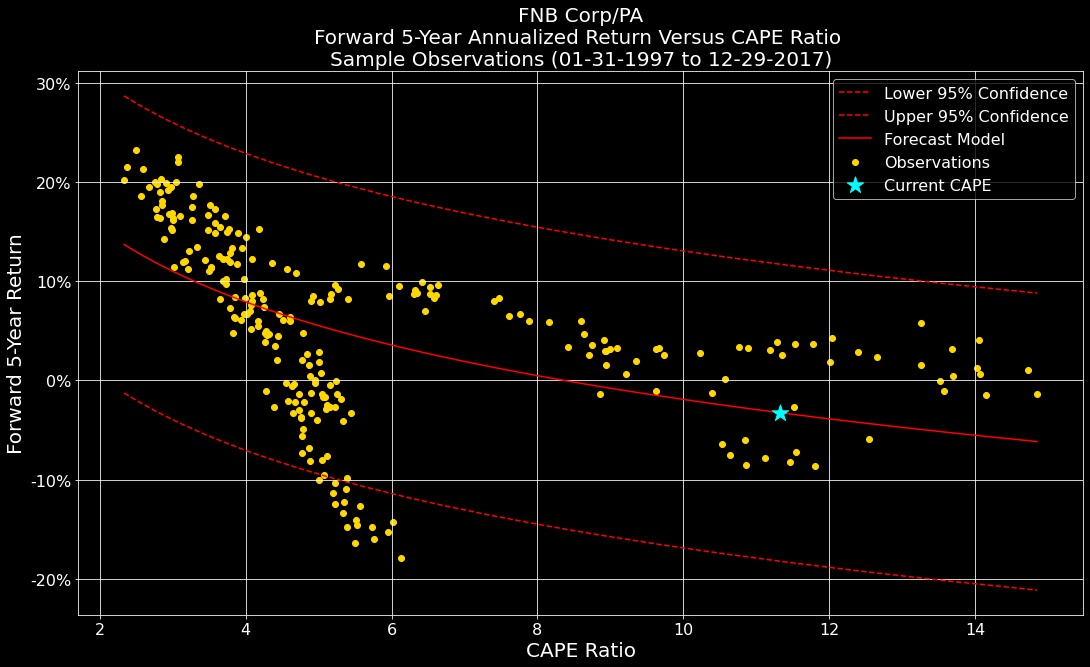 FNB Corp/PA
Forward 5-Year Annualized Return Versus CAPE Ratio
Sample Observations (01-31-1997 to 12-29-2017)
Lower 95% Confidence
Upper 95% Confidence
Forecast Model
Observations
Current CAPE
Forward 5-Year Return
30%
20%
10%
0%
-10%
-20%
2 4 6 8 10 12 14
CAPE Ratio